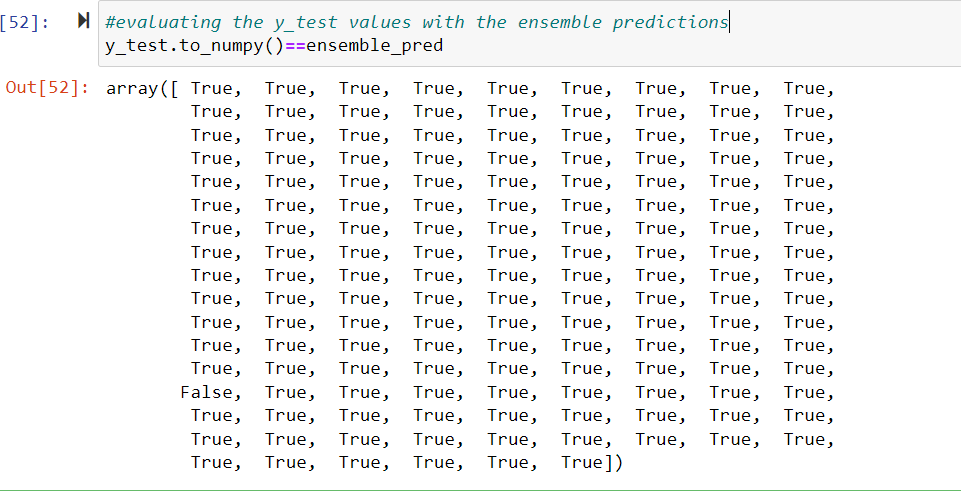 [52]: #evaluating the y_test values with the ensemble predictions
y_test.to_numpy()==ensemble_pred
Out[52]: array([ True, True, True, True, True, True, True, True, True,
True, True, True, True, True, True, True, True, True,
True, True, True, True, True, True, True, True, True,
True, True, True, True, True, True, True, True, True,
True, True, True, True, True, True, True, True, True,
True, True, True, True, True, True, True, True, True,
True, True, True, True, True, True, True, True, True,
True, True, True, True, True, True, True, True, True,
True, True, True, True, True, True, True, True, True,
True, True, True, True, True, True, True, True, True,
True, True, True, True, True, True, True, True, True,
True, True, True, True, True, True, True, True, True,
True, True, True, True, True, True, True, True, True,
False, True, True, True, True, True, True, True, True,
True, True, True, True, True, True, True, True, True,
True, True, True, True, True, True, True, True, True,
True, True, True, True, True, True])